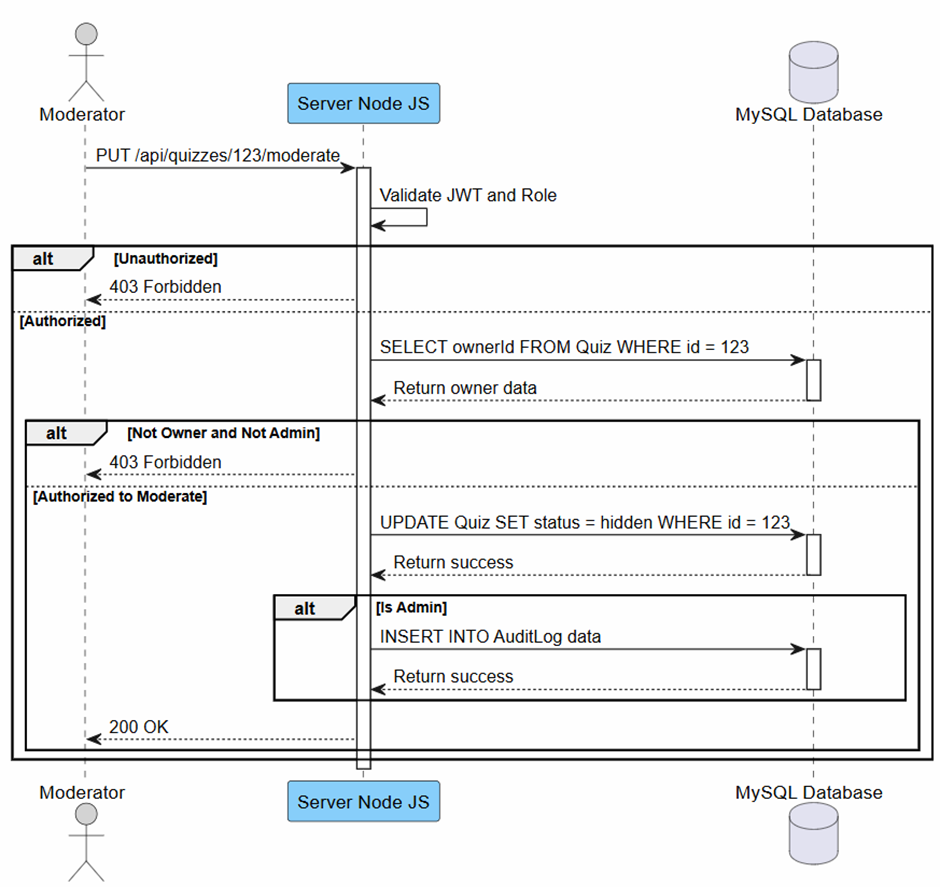 Moderator
Server Node JS
MySQL Database
PUT /api/quizzes/123/moderate
Validate JWT and Role
alt [Unauthorized]
403 Forbidden
[Authorized]
SELECT ownerId FROM Quiz WHERE id = 123
Return owner data
alt [Not Owner and Not Admin]
403 Forbidden
[Authorized to Moderate]
UPDATE Quiz SET status = hidden WHERE id = 123
Return success
alt [Is Admin]
INSERT INTO AuditLog data
Return success
200 OK
Moderator
Server Node JS
MySQL Database